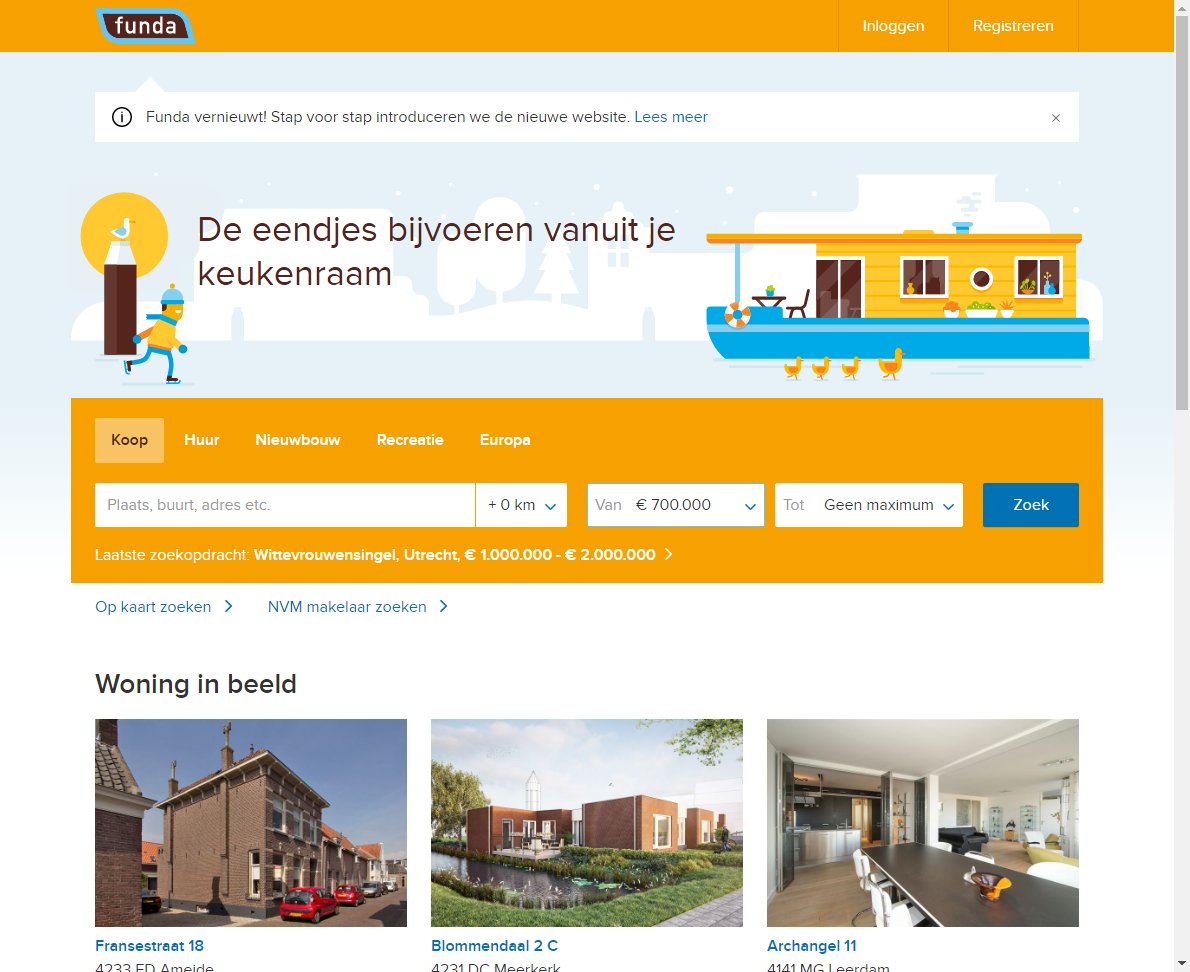 funda
Inloggen
Registreren
Funda vernieuwt! Stap voor stap introduceren we de nieuwe website. Lees meer
De eendjes bijvoeren vanuit je
keukenraam
Koop
Huur
Nieuwbouw
Recreatie
Europa
Plaats, buurt, adres etc.
+ 0 km
Van € 700.000
Tot Geen maximum
Zoek
Laatste zoekopdracht: Wittevrouwensingel, Utrecht, € 1.000.000 - € 2.000.000
Op kaart zoeken
NVM makelaar zoeken
Woning in beeld
Fransestraat 18
Blommendaal 2 C
Archangel 11
4233 ED Ameide
4231 DC Meerkerk
4141 MG Leerdam